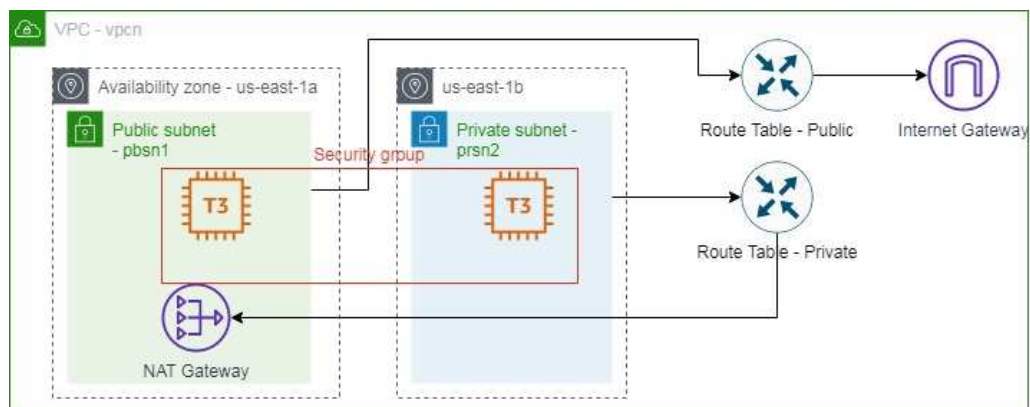 VPC - vpcn
Availability zone - us-east-1a
us-east-1b
Public subnet
- pbsn1
Private subnet -
prsn2
Security group
T3
T3
Route Table - Public
Internet Gateway
Route Table - Private
NAT Gateway